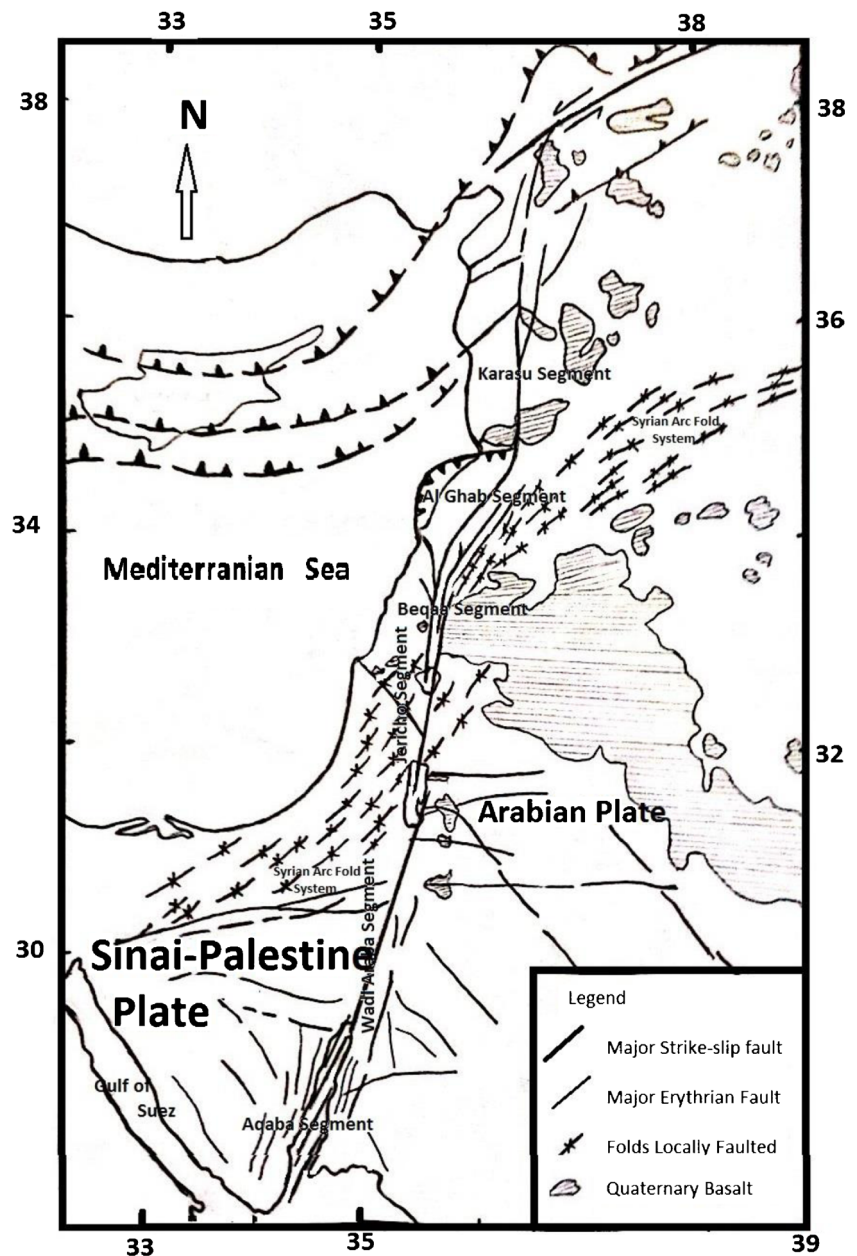 33 35 38
38 38
N
36
Karasu Segment
Syrian Arc Fold
System
Al Ghab Segment
34
Mediterranian Sea
Beqaa Segment
Jericho Segment
32
Arabian Plate
Syrian Arc Fold
System
Wadi Araba Segment
30
Sinai-Palestine
Plate
Gulf of
Suez
Aqaba Segment
Legend
Major Strike-slip fault
Major Erythrian Fault
Folds Locally Faulted
Quaternary Basalt
33 35 39